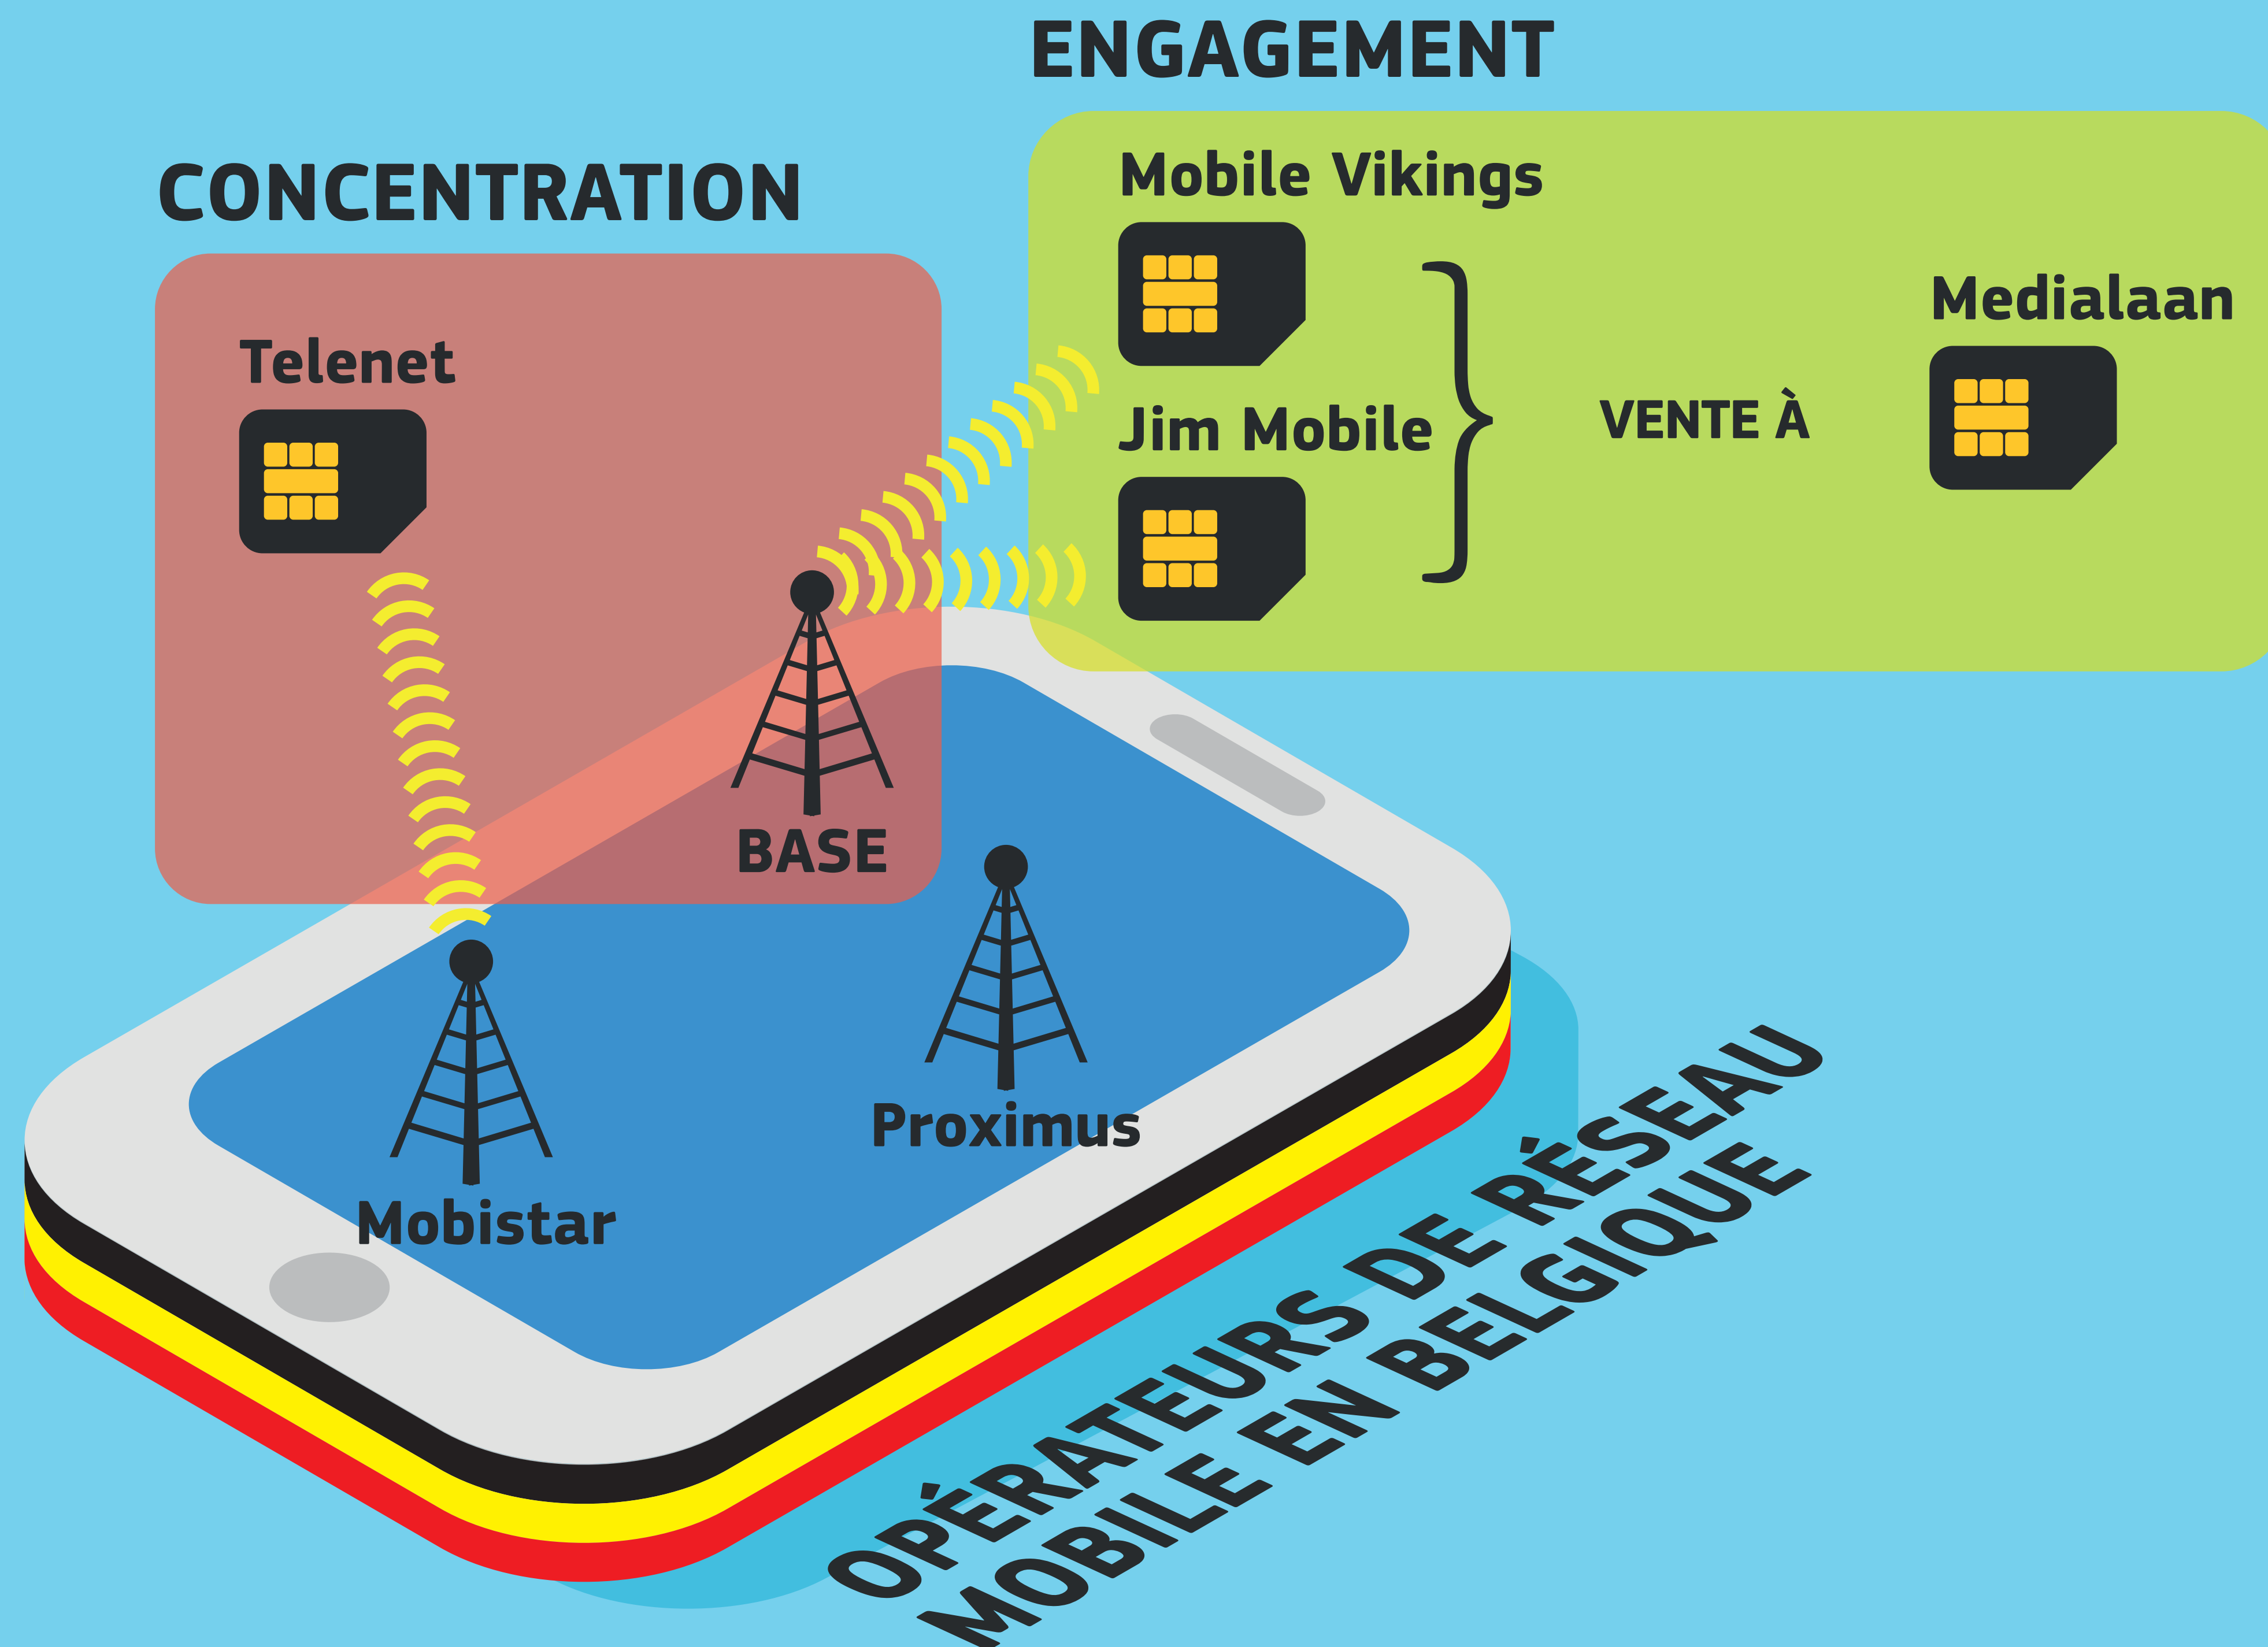 ENGAGEMENT
CONCENTRATION
Mobile Vikings
Medialaan
Telenet
VENTE À
Jim Mobile
BASE
Proximus
Mobistar
OPÉRATEURS DE RÉSEAU
MOBILE EN BELGIQUE